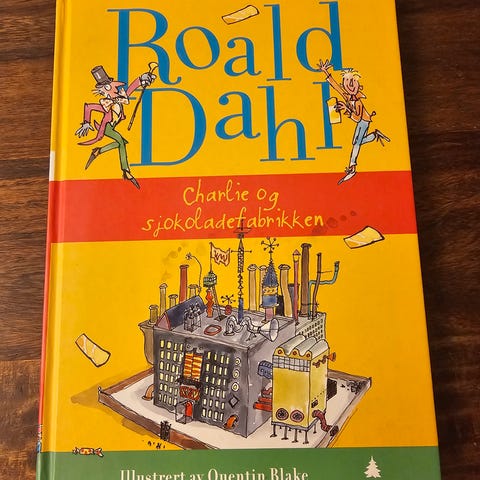 Roald
Dahl
Charlie og
sjokoladefabrikken
Illustrert av Quentin Blake